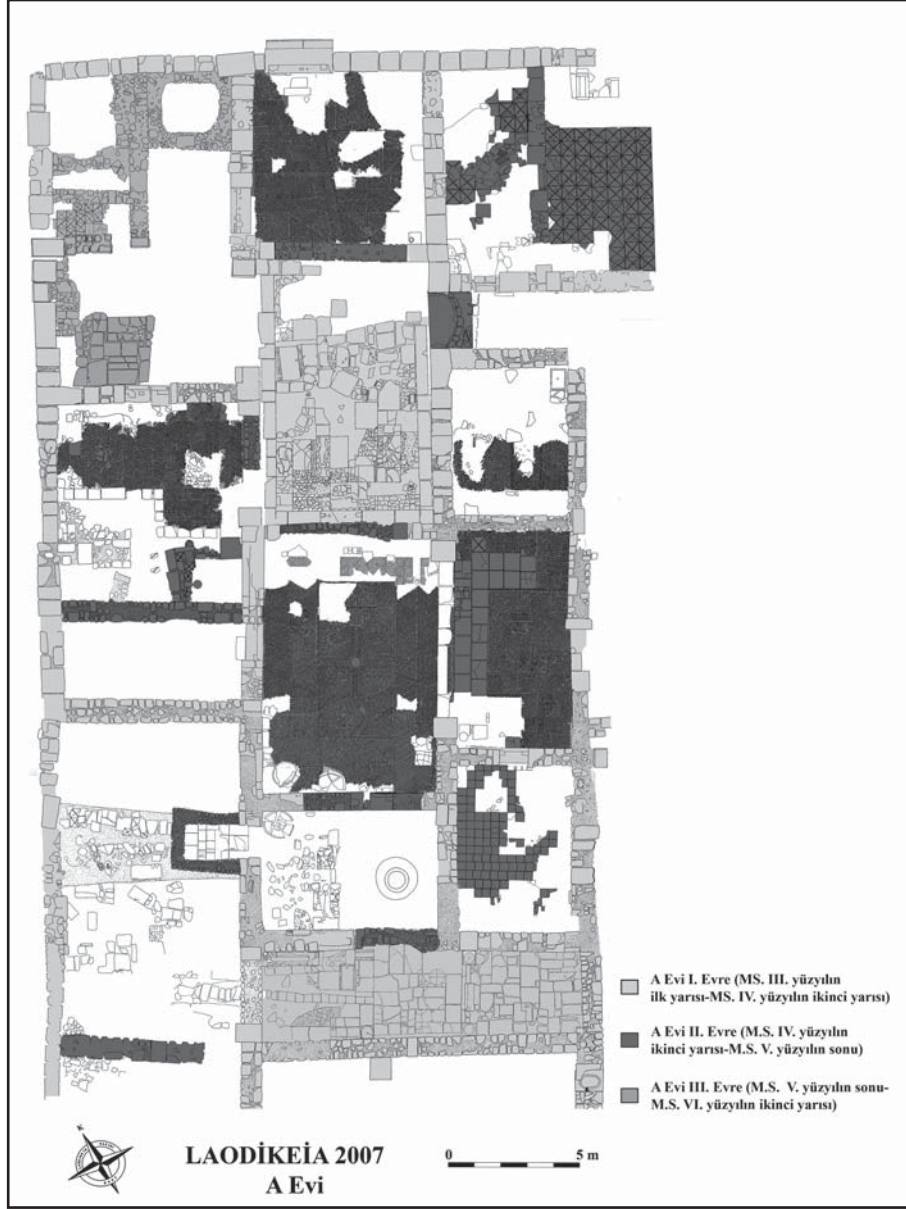 A Evi I. Evre (MS. III. yüzyılın
ilk yarısı-MS. IV. yüzyılın ikinci yarısı)
A Evi II. Evre (M.S. IV. yüzyılın
ikinci yarısı-M.S. V. yüzyılın sonu)
A Evi III. Evre (M.S. V. yüzyılın sonu-
M.S. VI. yüzyılın ikinci yarısı)
K
LAODİKEİA 2007
A Evi
0 5 m